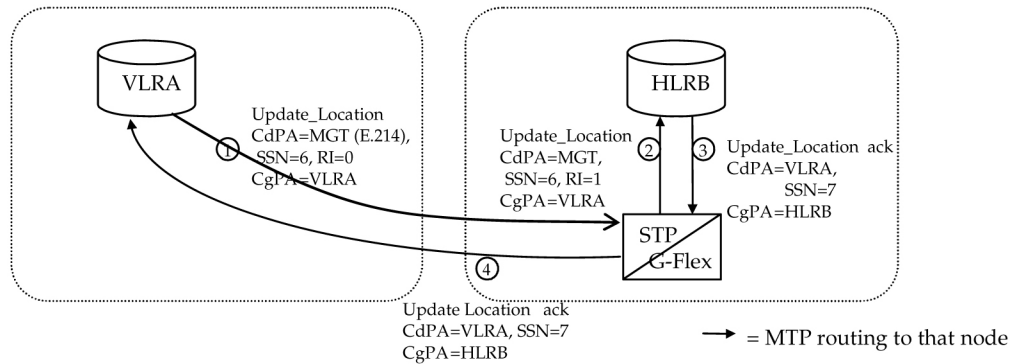 VLRA
HLRB
Update_Location
CdPA=MGT (E.214),
SSN=6, RI=0
CgPA=VLRA
1
Update_Location
CdPA=MGT,
SSN=6, RI=1
CgPA=VLRA
2
3
Update_Location ack
CdPA=VLRA,
SSN=7
CgPA=HLRB
STP
G-Flex
4
Update Location ack
CdPA=VLRA, SSN=7
CgPA=HLRB
= MTP routing to that node